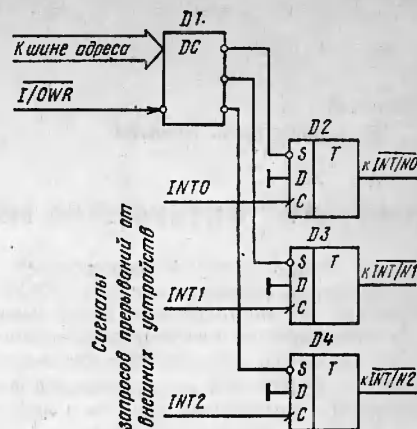 D1
DC
К шине адреса
I/OWR
D2
S T
D
C
к INT/N0
INT0
D3
S T
D
C
к INT/N1
INT1
D4
S T
D
C
к INT/N2
INT2
Сигналы
запросов прерываний от
внешних устройств